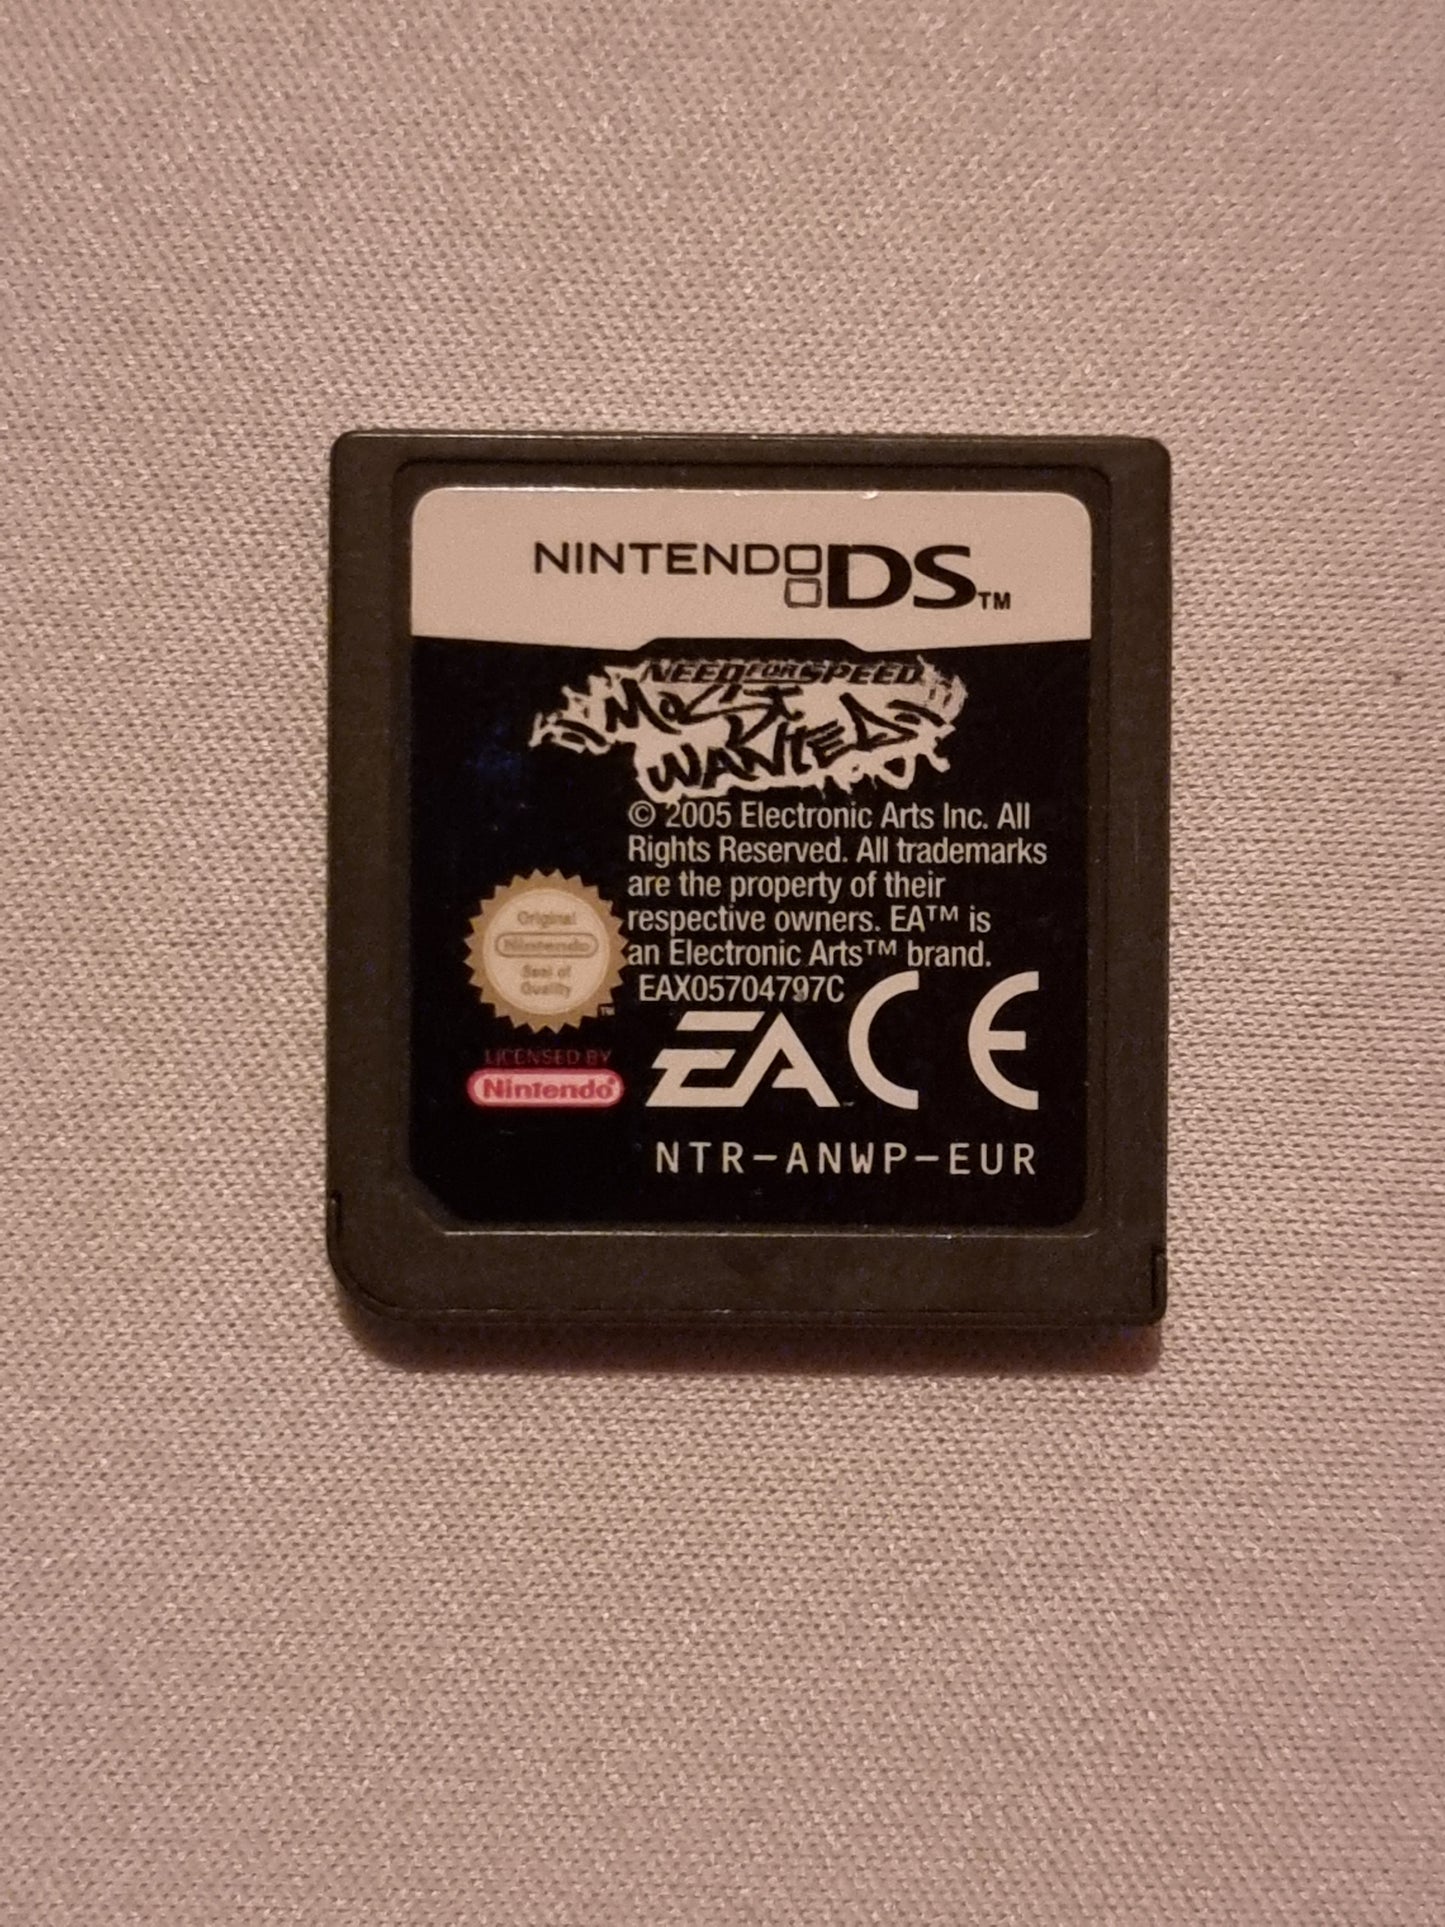 NINTENDO DS™
NEED FOR SPEED
MOST
WANTED
© 2005 Electronic Arts Inc. All
Rights Reserved. All trademarks
are the property of their
respective owners. EA™ is
an Electronic Arts™ brand.
EAX05704797C
Original
Nintendo
Seal of
Quality
™
LICENSED BY
Nintendo®
EA CE
NTR-ANWP-EUR